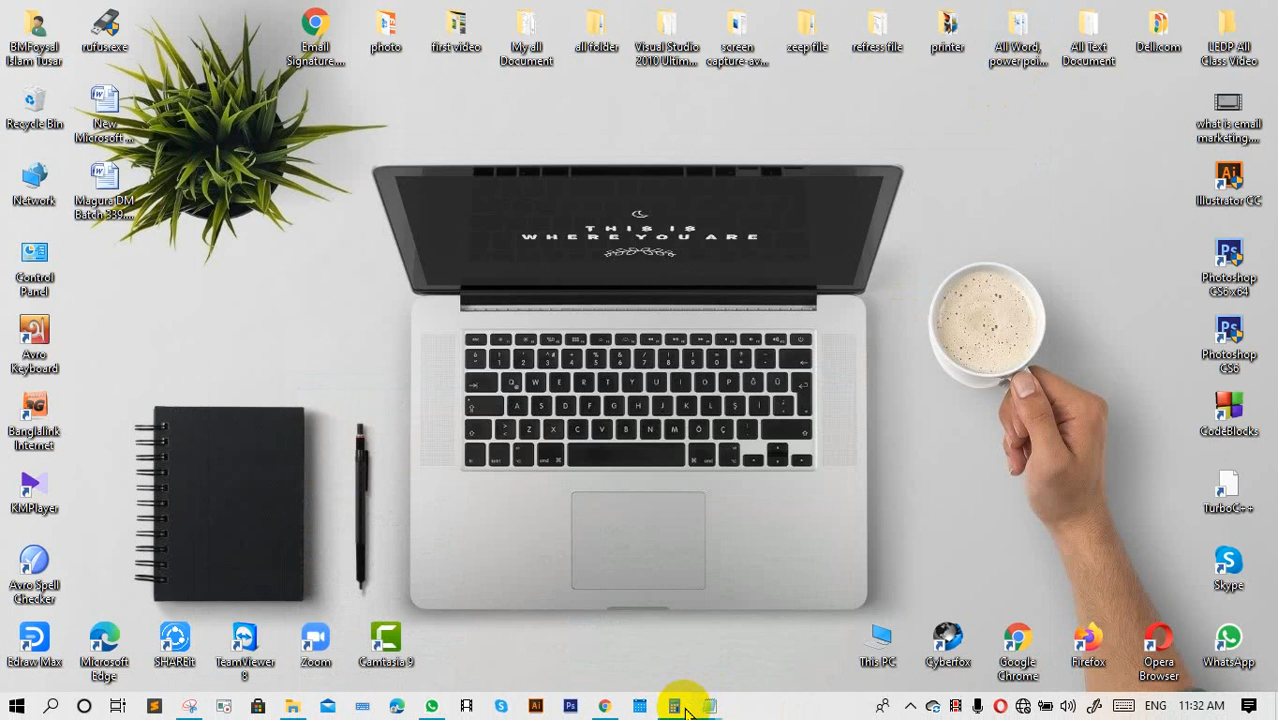 BMFoysal
Islam Tusar
rufus.exe
Email
Signature....
photo
first video
My all
Document
all folder
Visual Studio
2010 Ultim...
screen
capture-av...
zeep file
refress file
printer
All Word,
powerpoi...
All Text
Document
Dell.com
LEDP All
Class Video
Recycle Bin
New
Microsoft ...
what is email
marketing....
Network
Magura DM
Batch 339...
Illustrator CC
THIS IS
WHERE YOU ARE
Control
Panel
Photoshop
CS6 x64
Avro
Keyboard
Photoshop
CS6
Banglalink
Internet
CodeBlocks
KMPlayer
TurboC++
Avro Spell
Checker
Skype
Edraw Max
Microsoft
Edge
SHAREit
TeamViewer
8
Zoom
Camtasia 9
This PC
Cyberfox
Google
Chrome
Firefox
Opera
Browser
WhatsApp
11:32 AM